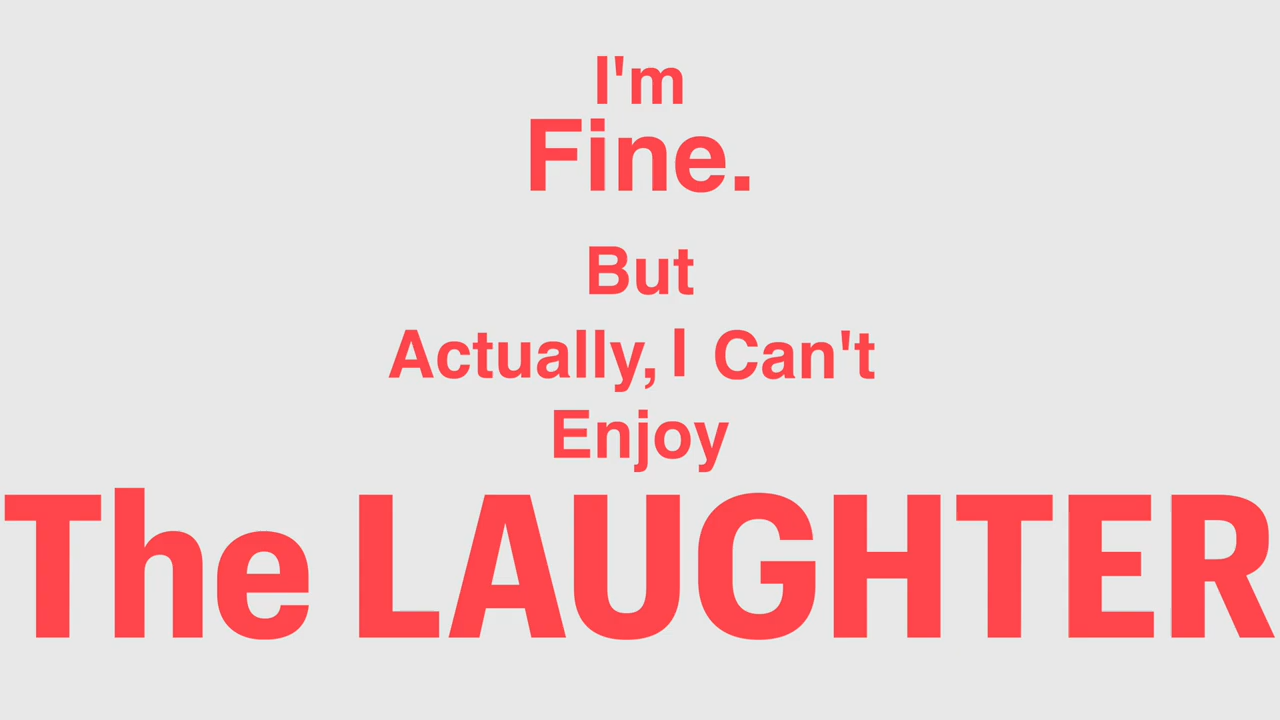 I'm
Fine.
But
Actually, I Can't
Enjoy
The LAUGHTER